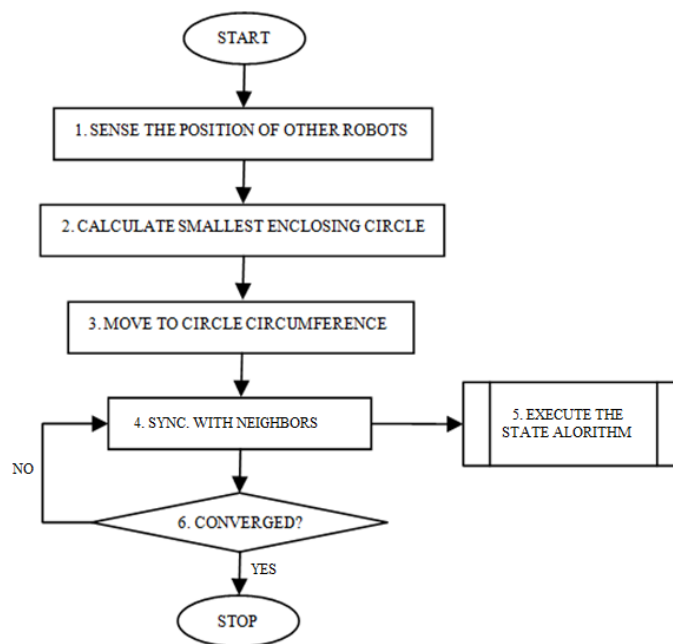 START
1. SENSE THE POSITION OF OTHER ROBOTS
2. CALCULATE SMALLEST ENCLOSING CIRCLE
3. MOVE TO CIRCLE CIRCUMFERENCE
4. SYNC. WITH NEIGHBORS
5. EXECUTE THE
STATE ALORITHM
NO
6. CONVERGED?
YES
STOP